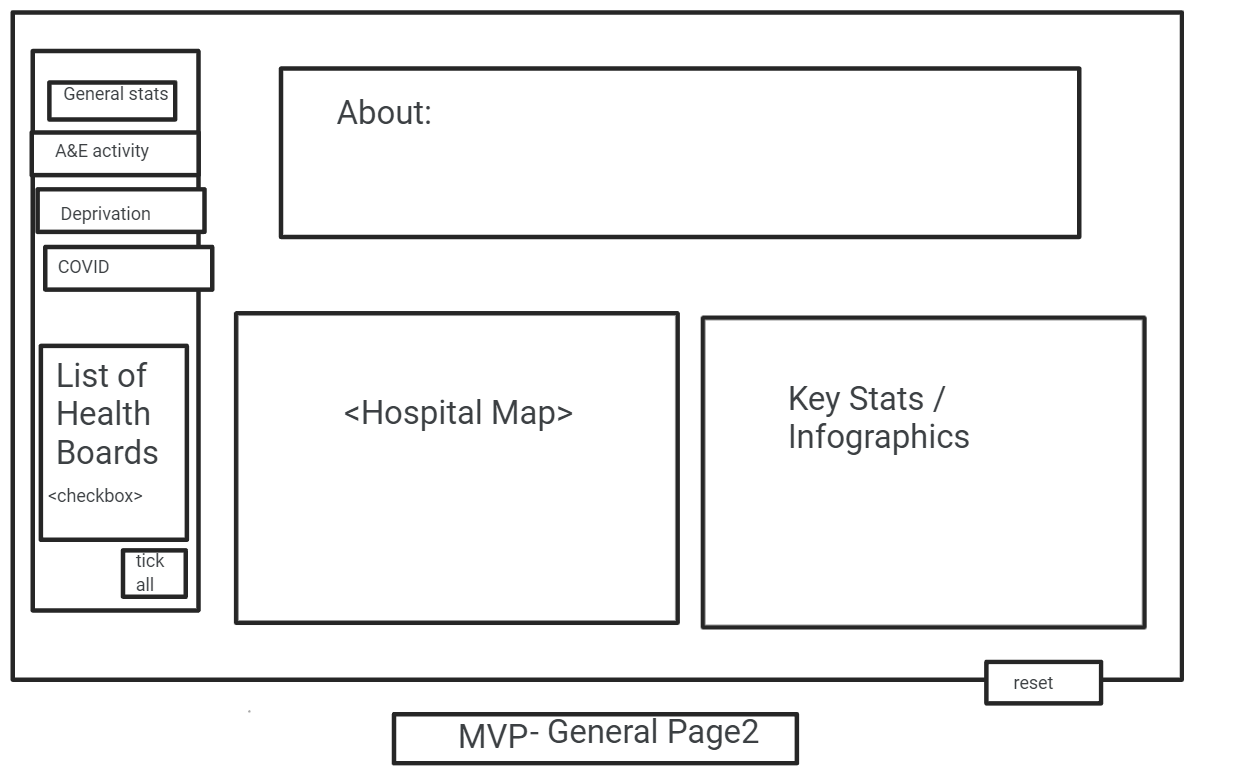 General stats
A&E activity
Deprivation
COVID
List of
Health
Boards
<checkbox>
tick
all
About:
<Hospital Map>
Key Stats /
Infographics
reset
MVP- General Page2